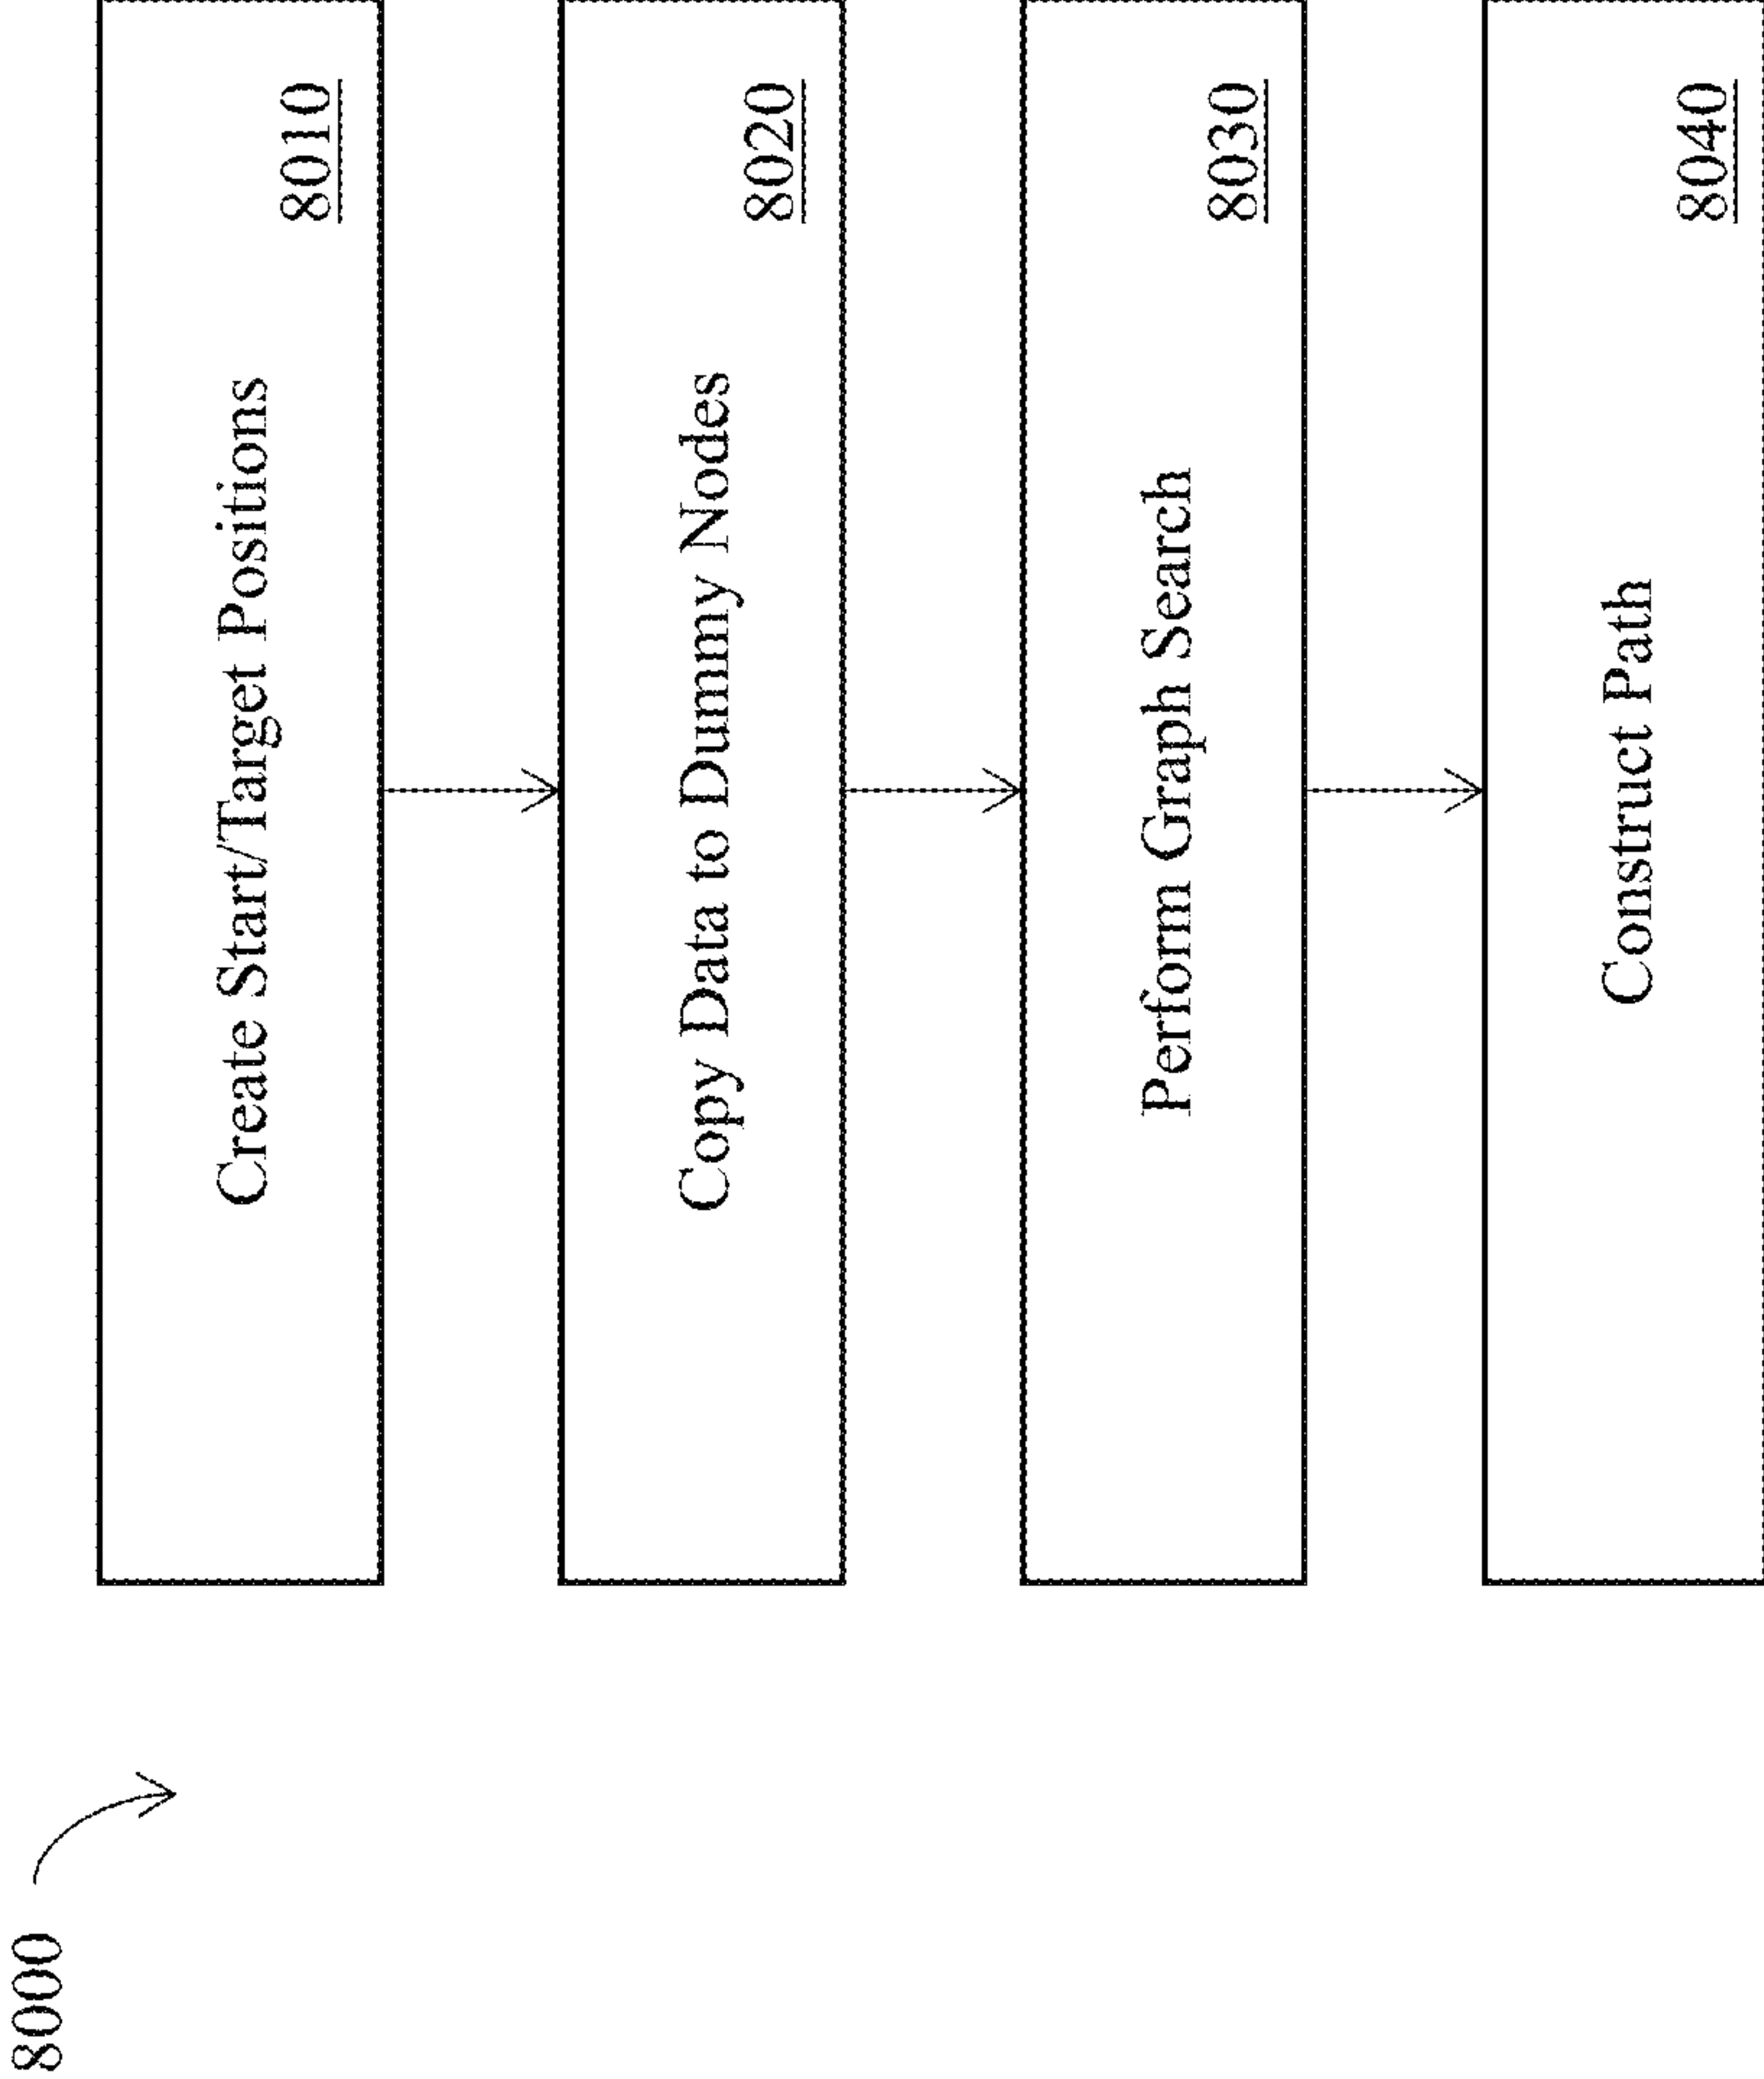 8000
Create Start/Target Positions
8010
Copy Data to Dummy Nodes
8020
Perform Graph Search
8030
Construct Path
8040